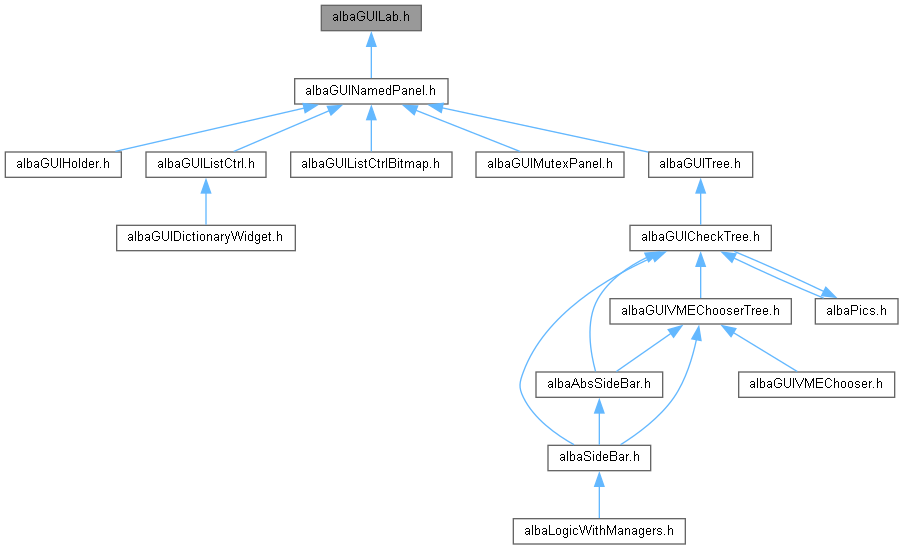 albaGUILab.h
albaGUINamedPanel.h
albaGUIHolder.h
albaGUIListCtrl.h
albaGUIListCtrlBitmap.h
albaGUIMutexPanel.h
albaGUITree.h
albaGUIDictionaryWidget.h
albaGUICheckTree.h
albaGUIVMEChooserTree.h
albaPics.h
albaAbsSideBar.h
albaGUIVMEChooser.h
albaSideBar.h
albaLogicWithManagers.h